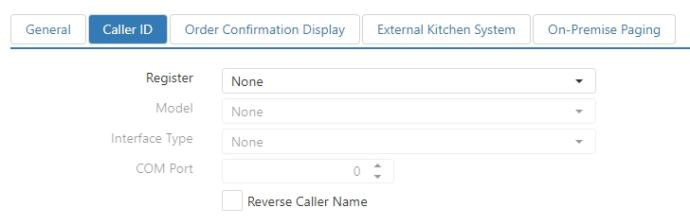 General Caller ID Order Confirmation Display External Kitchen System On-Premise Paging
Register None
Model None
Interface Type None
COM Port 0
Reverse Caller Name